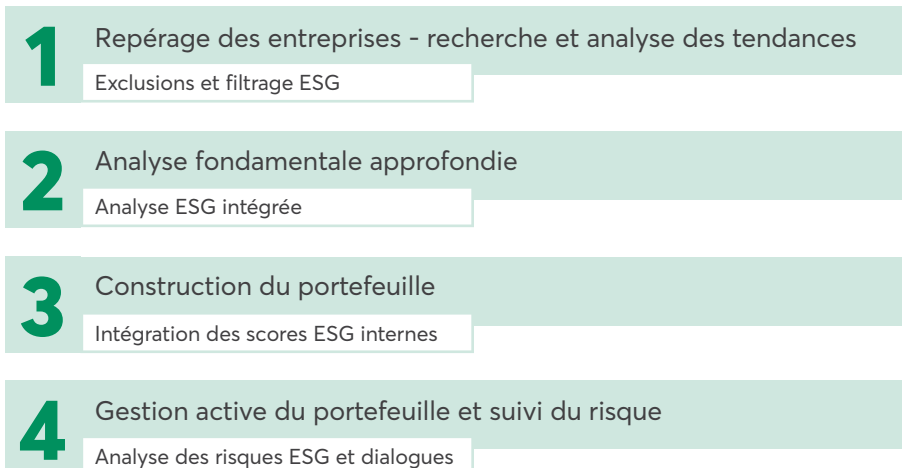 1
Repérage des entreprises - recherche et analyse des tendances
Exclusions et filtrage ESG
2
Analyse fondamentale approfondie
Analyse ESG intégrée
3
Construction du portefeuille
Intégration des scores ESG internes
4
Gestion active du portefeuille et suivi du risque
Analyse des risques ESG et dialogues